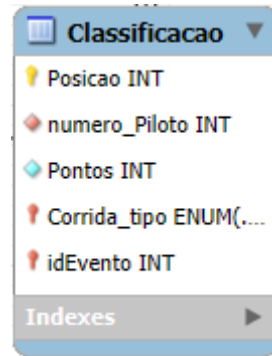 Classificacao
Posicao INT
numero_Piloto INT
Pontos INT
Corrida_tipo ENUM(....
idEvento INT
Indexes